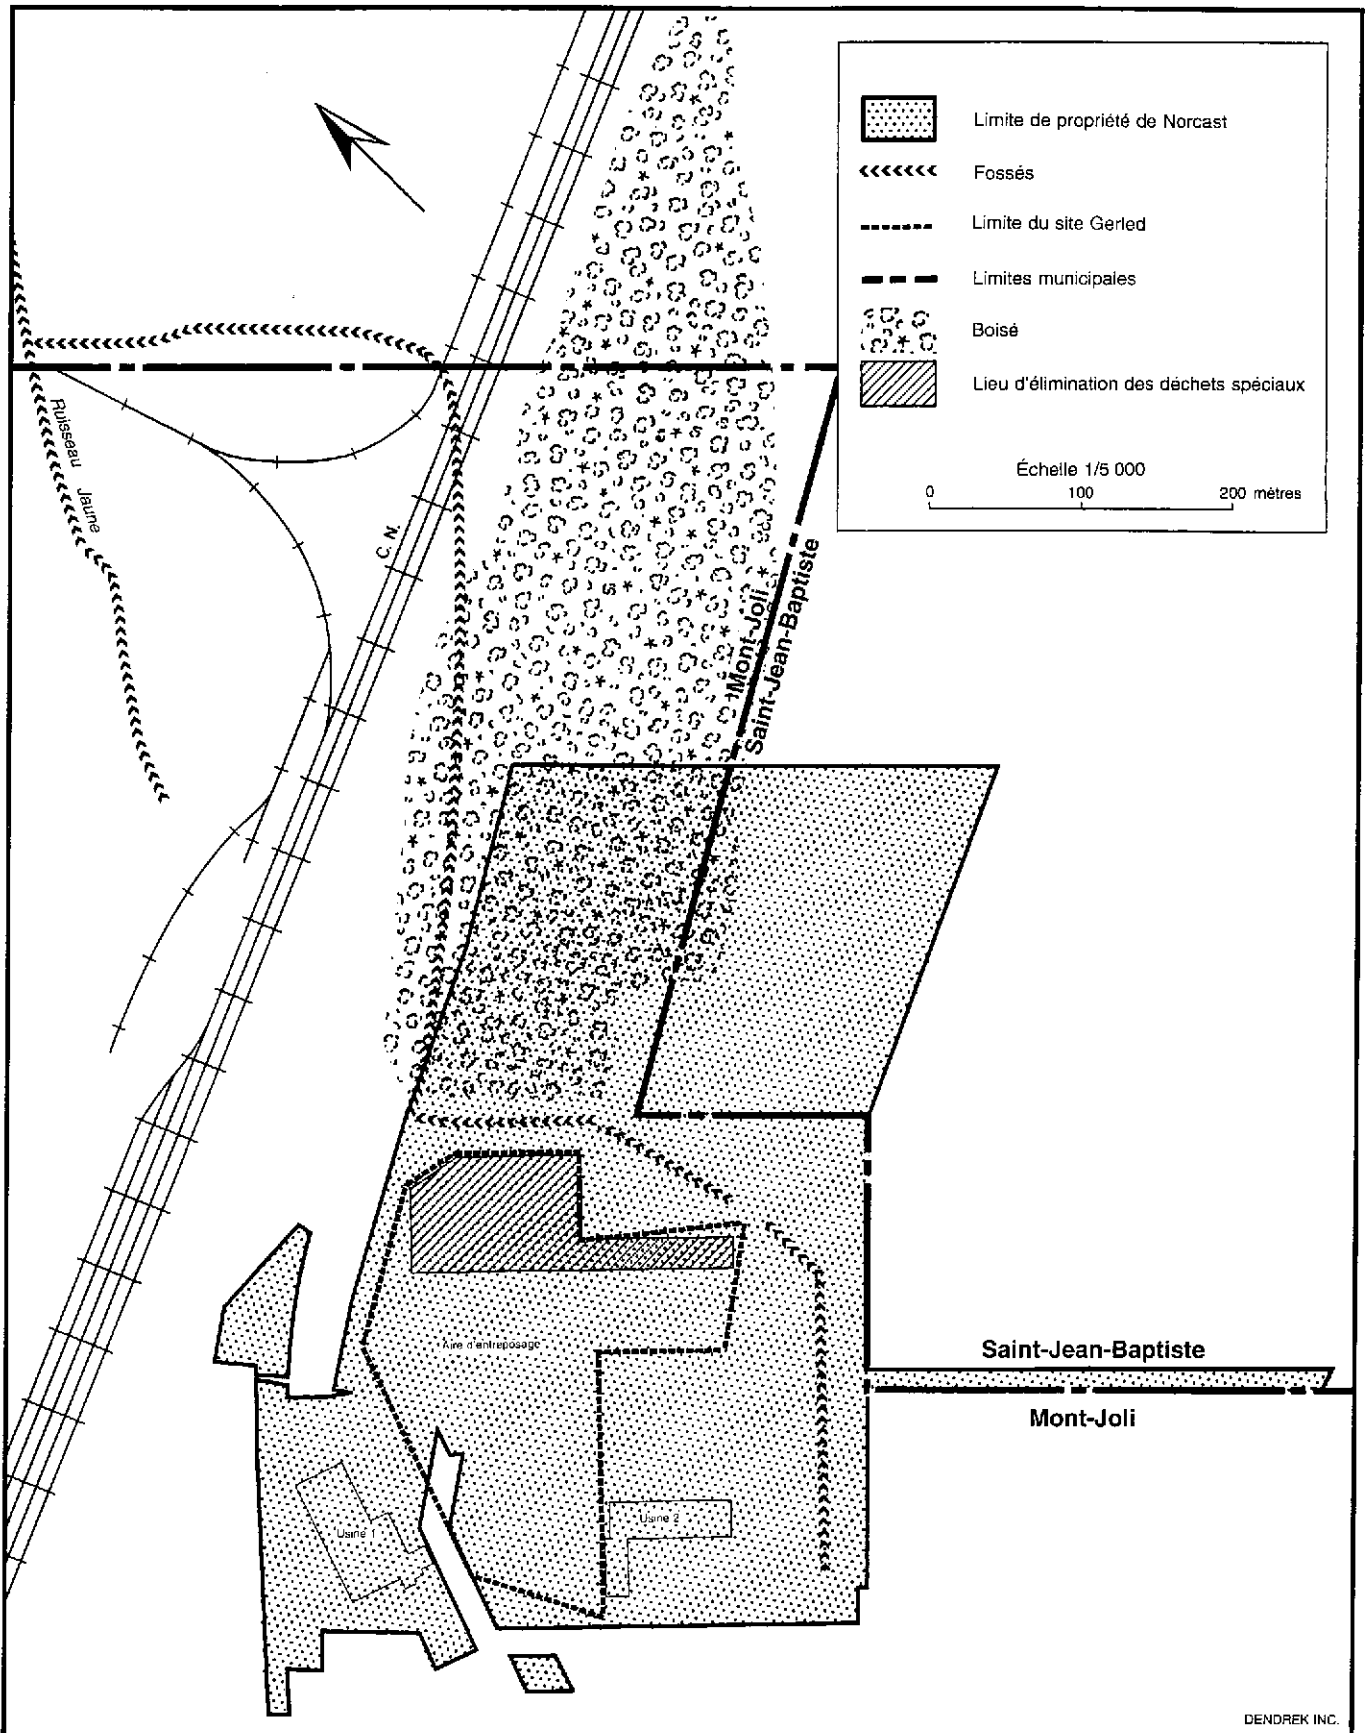 Limite de propriété de Norcast
Fossés
Limite du site Gerled
Limites municipales
Boisé
Lieu d'élimination des déchets spéciaux
Échelle 1/5 000
0 100 200 mètres
Ruisseau Jaune
C. N.
Mont-Joli
Saint-Jean-Baptiste
Aire d'entreposage
Saint-Jean-Baptiste
Mont-Joli
Usine 1
Usine 2
DENDREK INC.